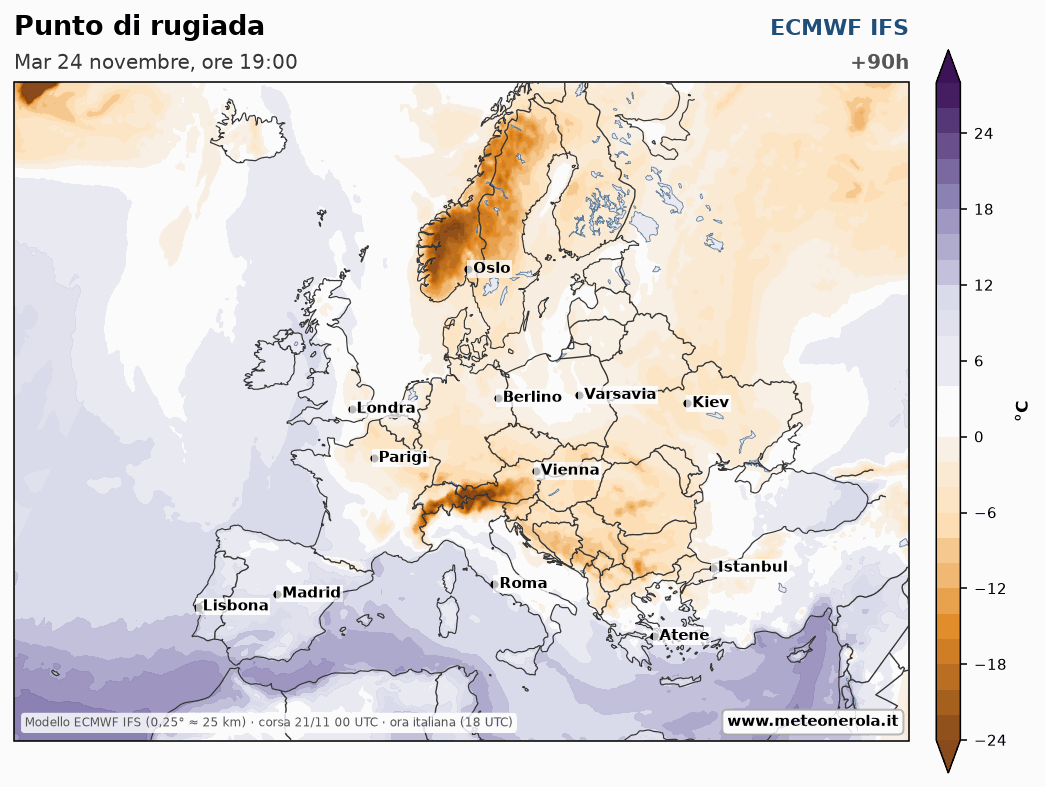 Punto di rugiada
ECMWF IFS
Mar 24 novembre, ore 19:00
+90h
Oslo
Berlino
Varsavia
Kiev
Londra
Parigi
Vienna
Istanbul
Madrid
Roma
Lisbona
Atene
24
18
12
6
0
−6
−12
−18
−24
°C
Modello ECMWF IFS (0,25° ≈ 25 km) · corsa 21/11 00 UTC · ora italiana (18 UTC)
www.meteonerola.it